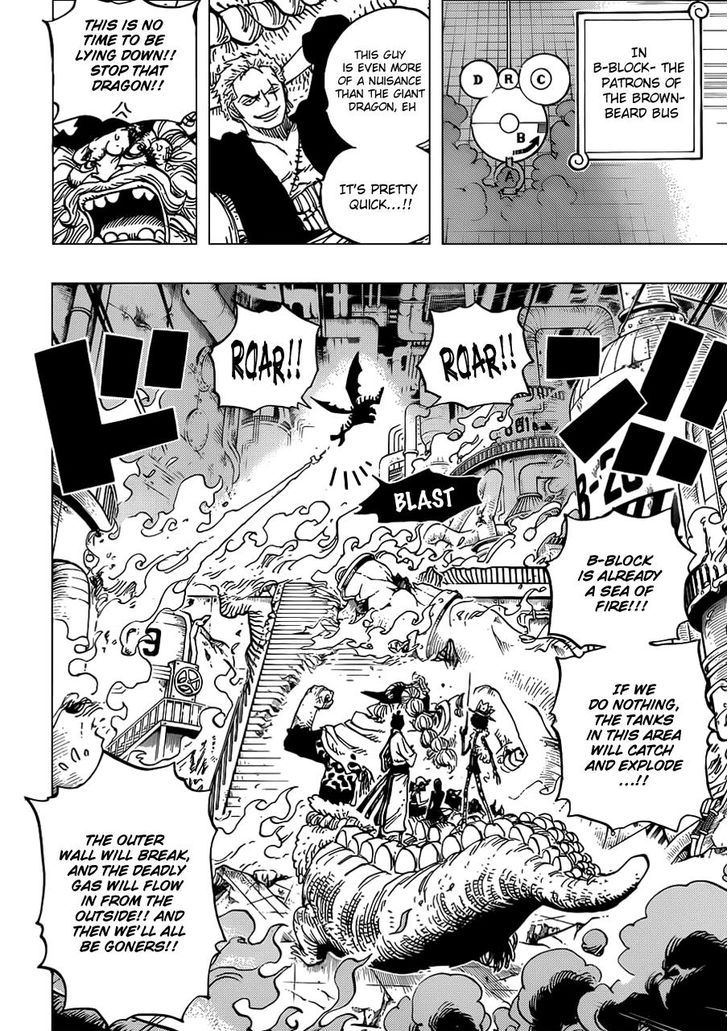 IN
B-BLOCK- THE
PATRONS OF
THE BROWN-
BEARD BUS
D R C
B
A
THIS GUY
IS EVEN MORE
OF A NUISANCE
THAN THE GIANT
DRAGON, EH
IT'S PRETTY
QUICK...!!
THIS IS NO
TIME TO BE
LYING DOWN!!
STOP THAT
DRAGON!!
ROAR!!
ROAR!!
ド
!!
BLAST
3
B-BLOCK
IS ALREADY
A SEA OF
FIRE!!!
IF WE
DO NOTHING,
THE TANKS
IN THIS AREA
WILL CATCH
AND EXPLODE
...!!
THE OUTER
WALL WILL BREAK,
AND THE DEADLY
GAS WILL FLOW
IN FROM THE
OUTSIDE!! AND
THEN WE'LL ALL
BE GONERS!!